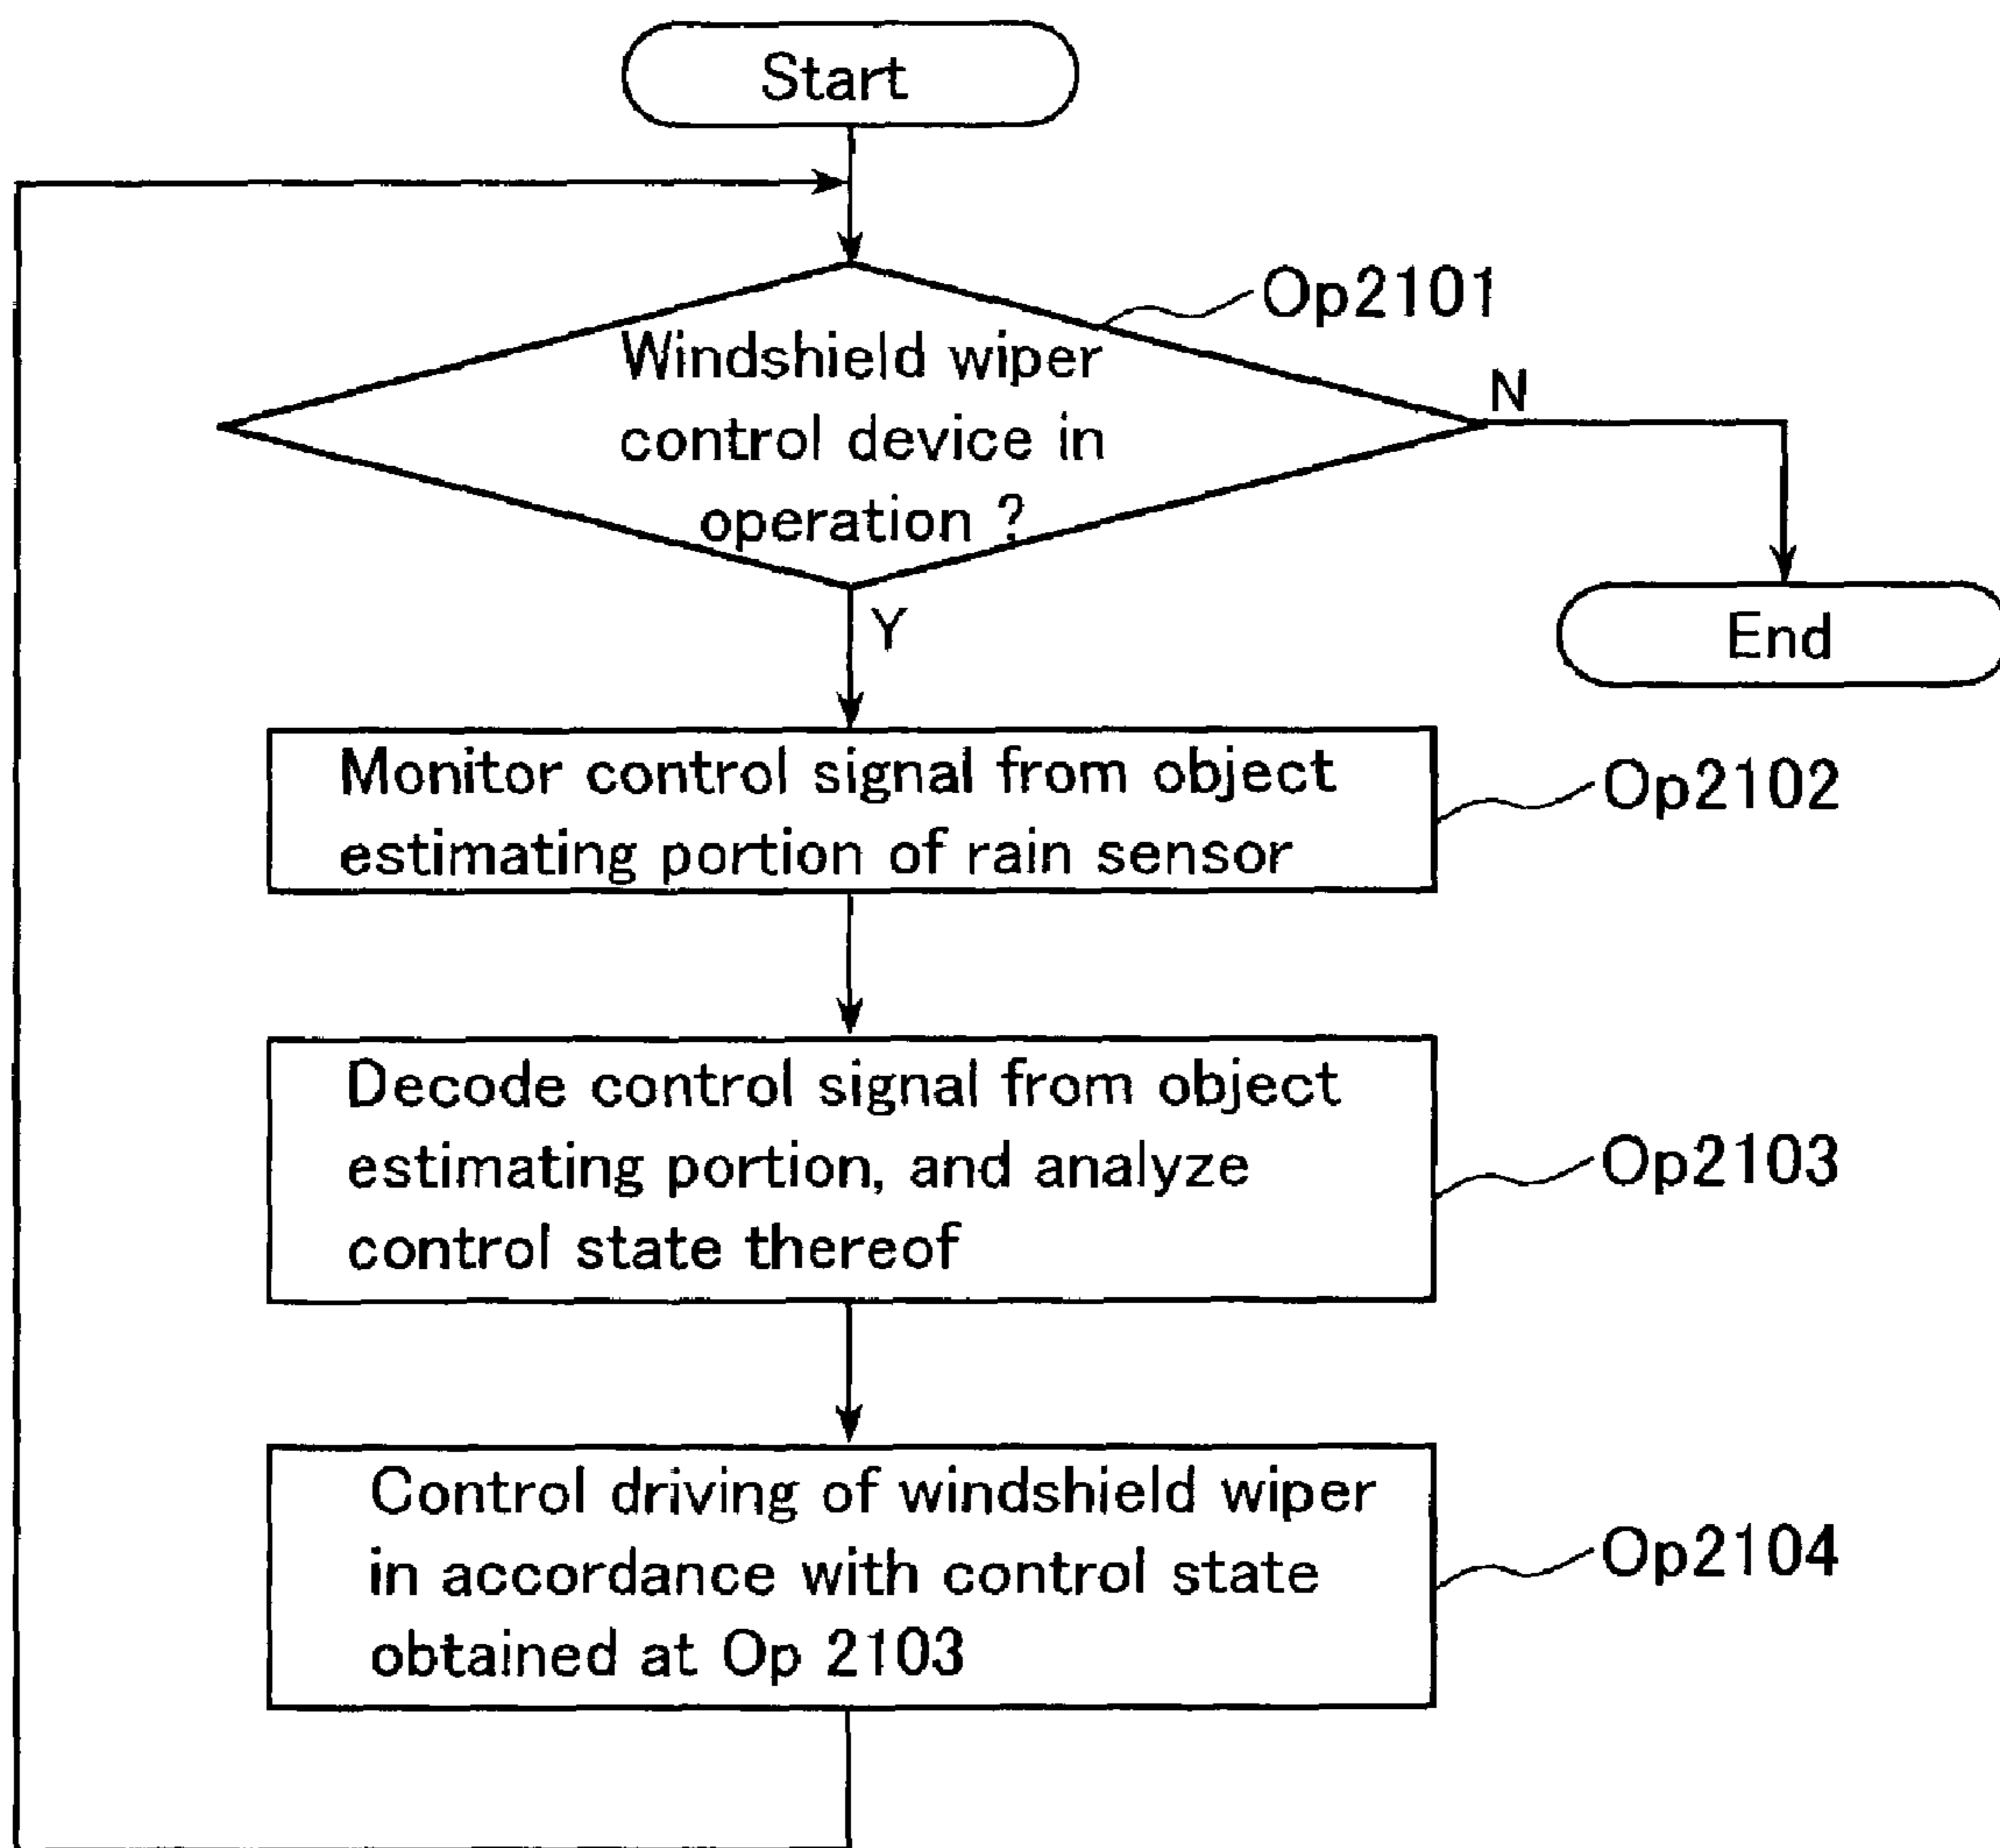 Start
Op2101
Windshield wiper
control device in
operation ?
N
End
Y
Monitor control signal from object
estimating portion of rain sensor
Op2102
Decode control signal from object
estimating portion, and analyze
control state thereof
Op2103
Control driving of windshield wiper
in accordance with control state
obtained at Op 2103
Op2104